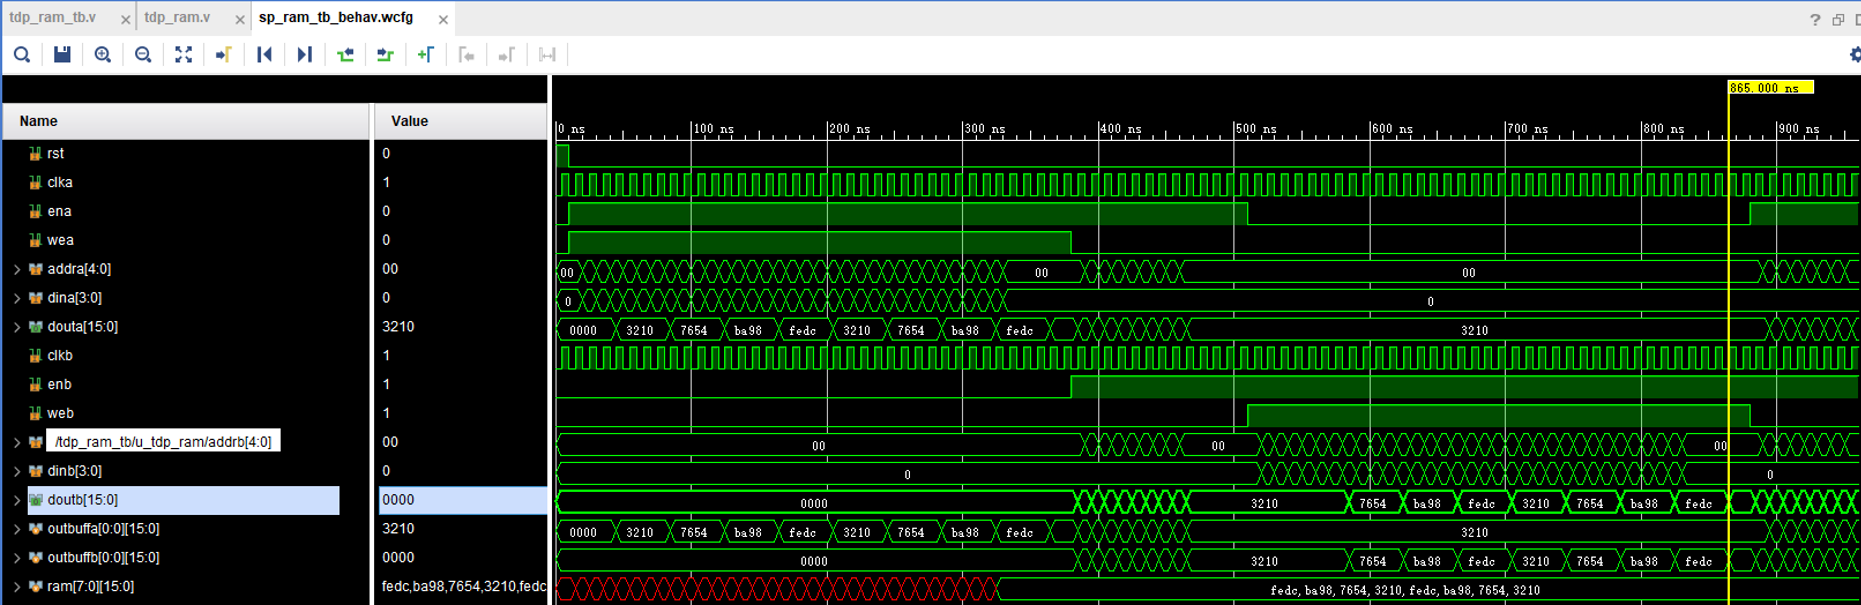 tdp_ram_tb.v × tdp_ram.v × sp_ram_tb_behav.wcfg ×
865.000 ns
Name Value 0 ns 100 ns 200 ns 300 ns 400 ns 500 ns 600 ns 700 ns 800 ns 900 ns
rst 0
clka 1
ena 0
wea 0
addra[4:0] 00 00 00 00
dina[3:0] 0 0 0
douta[15:0] 3210 0000 3210 7654 ba98 fedc 3210 7654 ba98 fedc 3210
clkb 1
enb 1
web 1
/tdp_ram_tb/u_tdp_ram/addrb[4:0] 00 00 00 00
dinb[3:0] 0 0 0
doutb[15:0] 0000 0000 3210 7654 ba98 fedc 3210 7654 ba98 fedc
outbuffa[0:0][15:0] 3210 0000 3210 7654 ba98 fedc 3210 7654 ba98 fedc 3210
outbuffb[0:0][15:0] 0000 0000 3210 7654 ba98 fedc 3210 7654 ba98 fedc
ram[7:0][15:0] fedc,ba98,7654,3210,fedc fedc, ba98, 7654, 3210, fedc, ba98, 7654, 3210